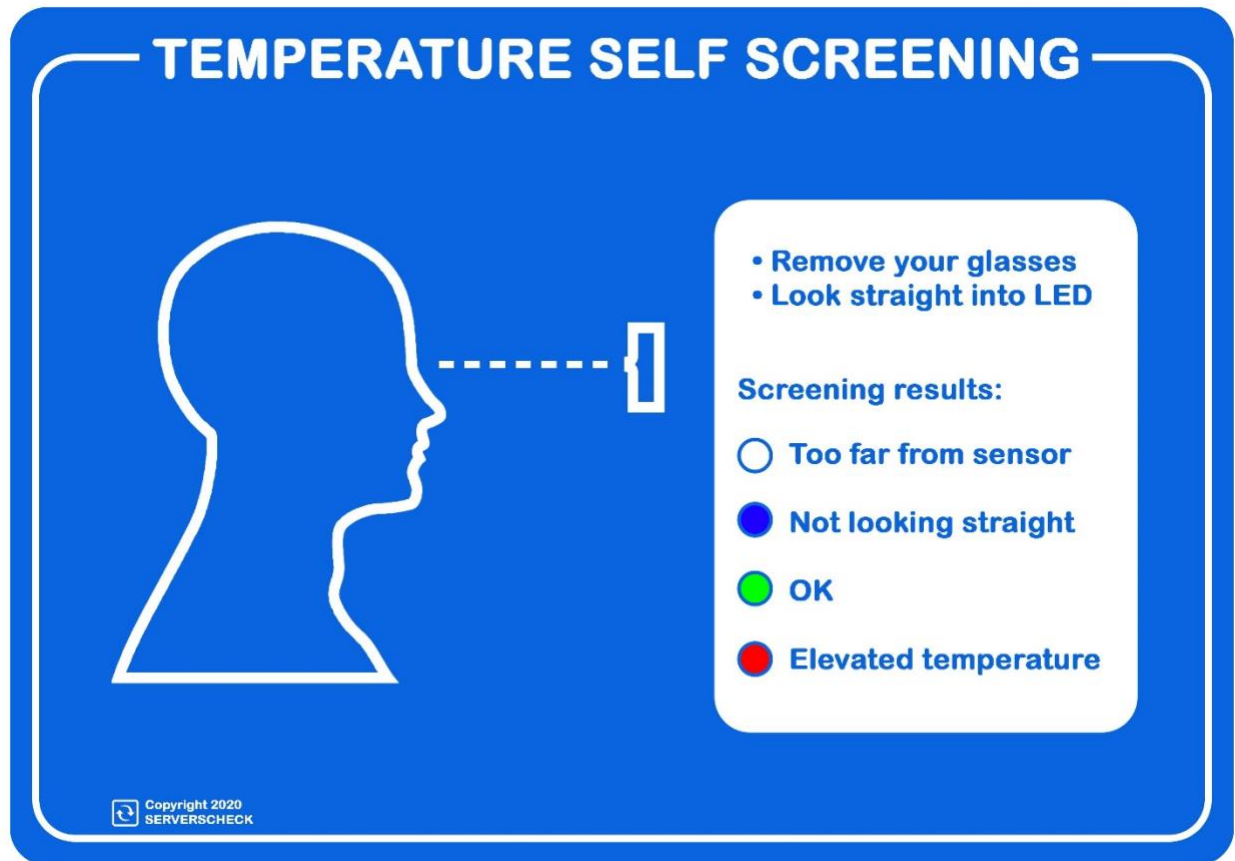 TEMPERATURE SELF SCREENING
• Remove your glasses
• Look straight into LED
Screening results:
Too far from sensor
Not looking straight
OK
Elevated temperature
Copyright 2020
SERVERSCHECK